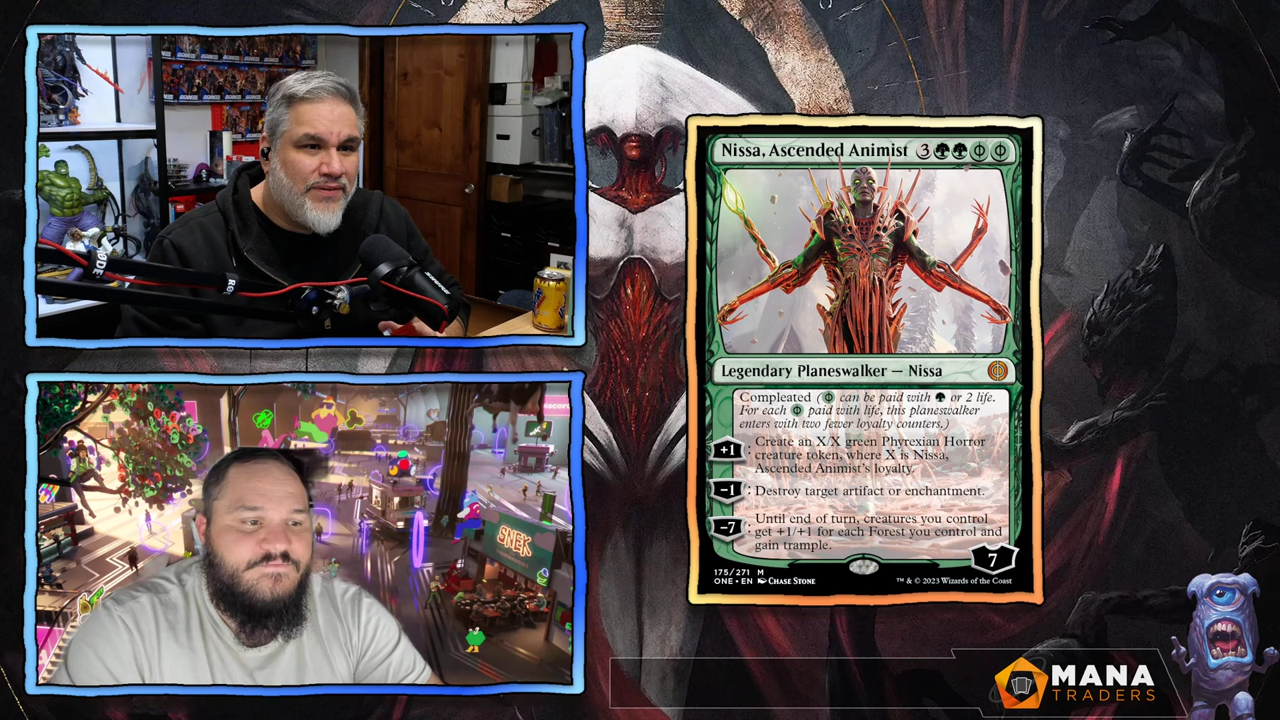 Nissa, Ascended Animist 3
Legendary Planeswalker — Nissa
Compleated ( can be paid with or 2 life.
For each paid with life, this planeswalker
enters with two fewer loyalty counters.)
+1: Create an X/X green Phyrexian Horror
creature token, where X is Nissa,
Ascended Animist's loyalty.
-1: Destroy target artifact or enchantment.
-7: Until end of turn, creatures you control
get +1/+1 for each Forest you control and
gain trample.
7
175/271 M
ONE • EN Chase Stone
™ & © 2023 Wizards of the Coast
SNEK
MANA
TRADERS